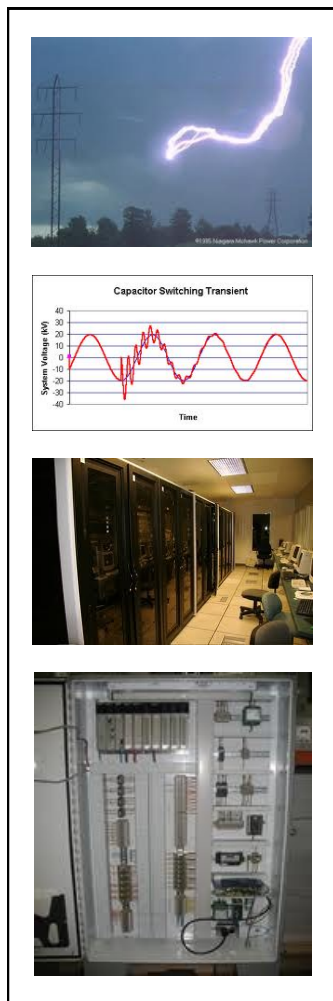 ©1995 Niagara Mohawk Power Corporation
Capacitor Switching Transient
System Voltage (kV)
40
30
20
10
0
-10
-20
-30
-40
Time